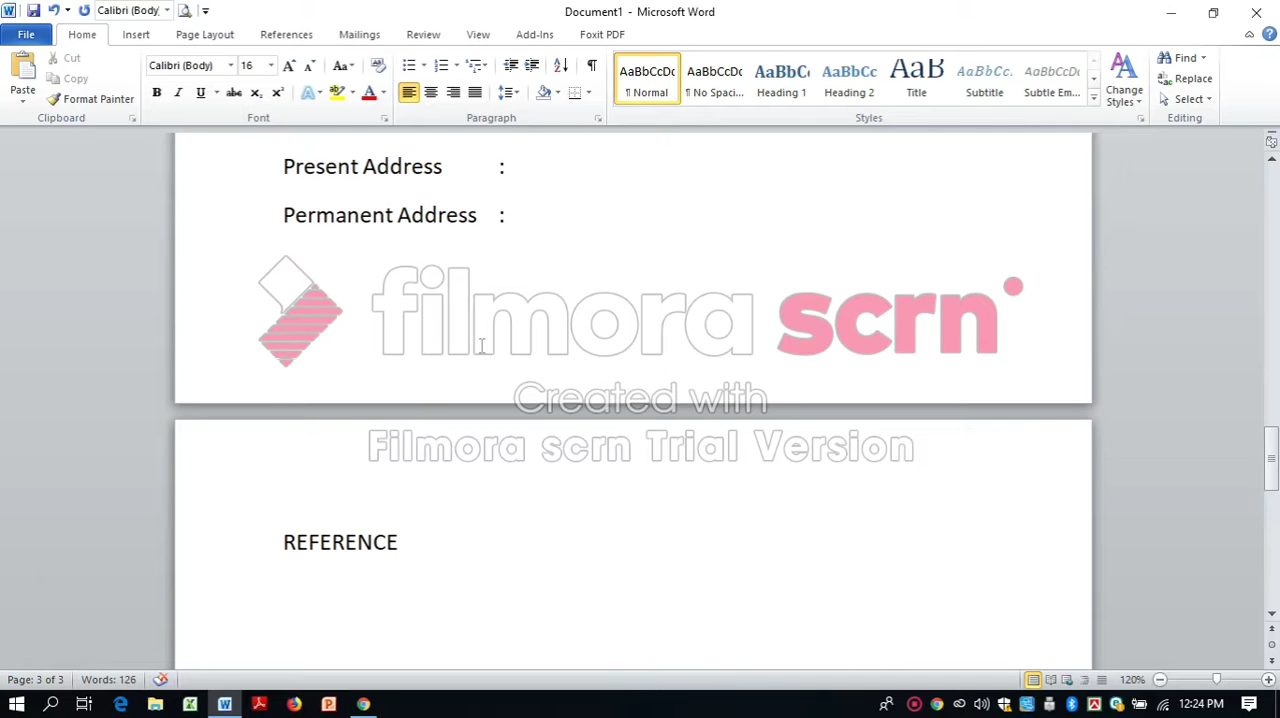 Calibri (Body
Document1 - Microsoft Word
File Home Insert Page Layout References Mailings Review View Add-Ins Foxit PDF
Paste
Cut
Copy
Format Painter
Clipboard
Calibri (Body) 16
Font
Paragraph
AaBbCcDc AaBbCcDc AaBbCc AaBbCc AaB AaBbCc. AaBbCcDc
¶ Normal ¶ No Spaci... Heading 1 Heading 2 Title Subtitle Subtle Em...
Styles
Change
Styles
Find
Replace
Select
Editing
Present Address :
Permanent Address :
filmora scrn
Created with
Filmora scrn Trial Version
REFERENCE
Page: 3 of 3 Words: 126 120%
12:24 PM